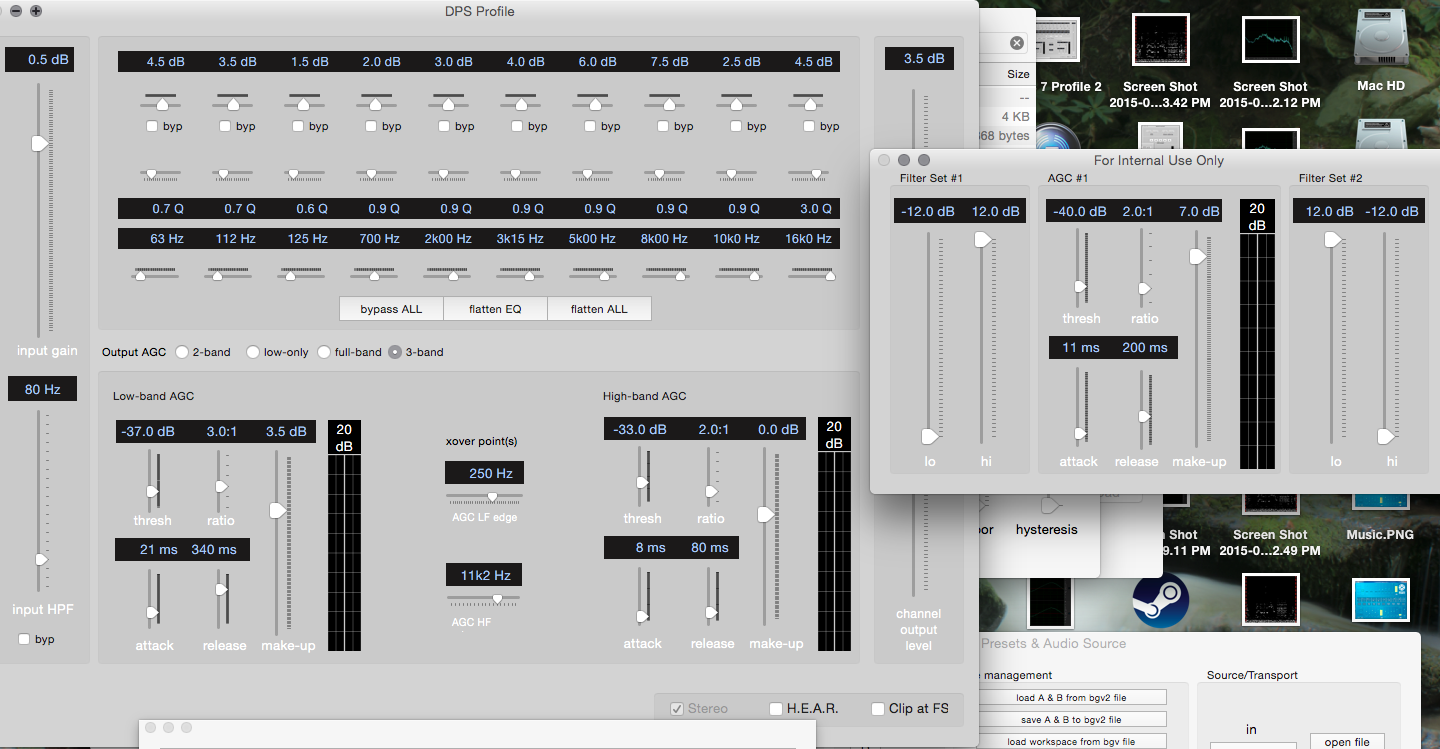 DPS Profile
0.5 dB
4.5 dB 3.5 dB 1.5 dB 2.0 dB 3.0 dB 4.0 dB 6.0 dB 7.5 dB 2.5 dB 4.5 dB
3.5 dB
byp byp byp byp byp byp byp byp byp byp
0.7 Q 0.7 Q 0.6 Q 0.9 Q 0.9 Q 0.9 Q 0.9 Q 0.9 Q 0.9 Q 3.0 Q
63 Hz 112 Hz 125 Hz 700 Hz 2k00 Hz 3k15 Hz 5k00 Hz 8k00 Hz 10k0 Hz 16k0 Hz
bypass ALL flatten EQ flatten ALL
input gain
Output AGC 2-band low-only full-band 3-band
80 Hz
input HPF
byp
Low-band AGC
-37.0 dB 3.0:1 3.5 dB
20
dB
thresh ratio
21 ms 340 ms
attack release make-up
xover point(s)
250 Hz
AGC LF edge
11k2 Hz
AGC HF
High-band AGC
-33.0 dB 2.0:1 0.0 dB
20
dB
thresh ratio
8 ms 80 ms
attack release make-up
channel
output
level
Stereo H.E.A.R. Clip at FS
Size
--
4 KB
868 bytes
7 Profile 2
Screen Shot
2015-0...3.42 PM
Screen Shot
2015-0...2.12 PM
Mac HD
For Internal Use Only
Filter Set #1 AGC #1 Filter Set #2
-12.0 dB 12.0 dB
-40.0 dB 2.0:1 7.0 dB
20
dB
12.0 dB -12.0 dB
thresh ratio
11 ms 200 ms
lo hi
attack release make-up
lo hi
hysteresis
Shot
9.11 PM
Screen Shot
2015-0...2.49 PM
Music.PNG
Presets & Audio Source
management
load A & B from bgv2 file
save A & B to bgv2 file
load workspace from bgv file
Source/Transport
in
open file